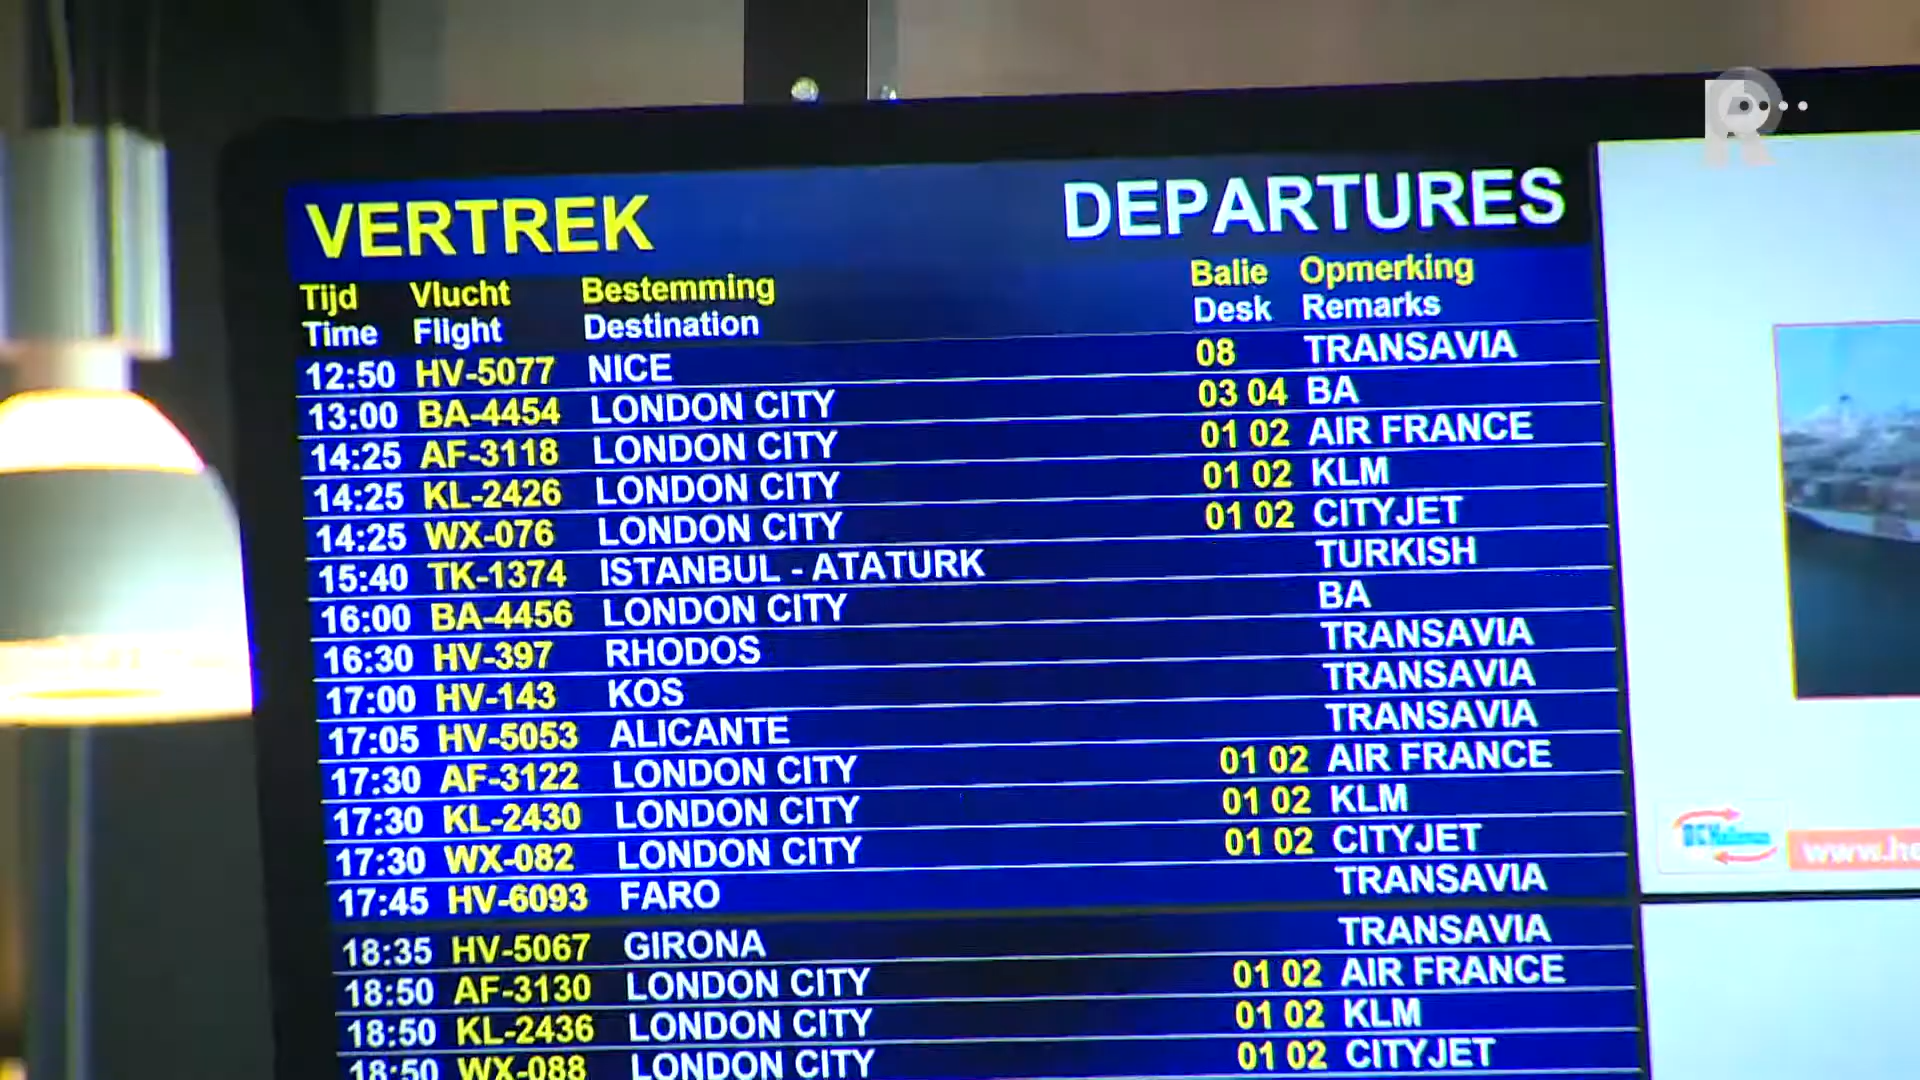 VERTREK DEPARTURES
Tijd Vlucht Bestemming Balie Opmerking
Time Flight Destination Desk Remarks
12:50 HV-5077 NICE 08 TRANSAVIA
13:00 BA-4454 LONDON CITY 03 04 BA
14:25 AF-3118 LONDON CITY 01 02 AIR FRANCE
14:25 KL-2426 LONDON CITY 01 02 KLM
14:25 WX-076 LONDON CITY 01 02 CITYJET
15:40 TK-1374 ISTANBUL - ATATURK TURKISH
16:00 BA-4456 LONDON CITY BA
16:30 HV-397 RHODOS TRANSAVIA
17:00 HV-143 KOS TRANSAVIA
17:05 HV-5053 ALICANTE TRANSAVIA
17:30 AF-3122 LONDON CITY 01 02 AIR FRANCE
17:30 KL-2430 LONDON CITY 01 02 KLM
17:30 WX-082 LONDON CITY 01 02 CITYJET
17:45 HV-6093 FARO TRANSAVIA
18:35 HV-5067 GIRONA TRANSAVIA
18:50 AF-3130 LONDON CITY 01 02 AIR FRANCE
18:50 KL-2436 LONDON CITY 01 02 KLM
18:50 WX-088 LONDON CITY 01 02 CITYJET
R